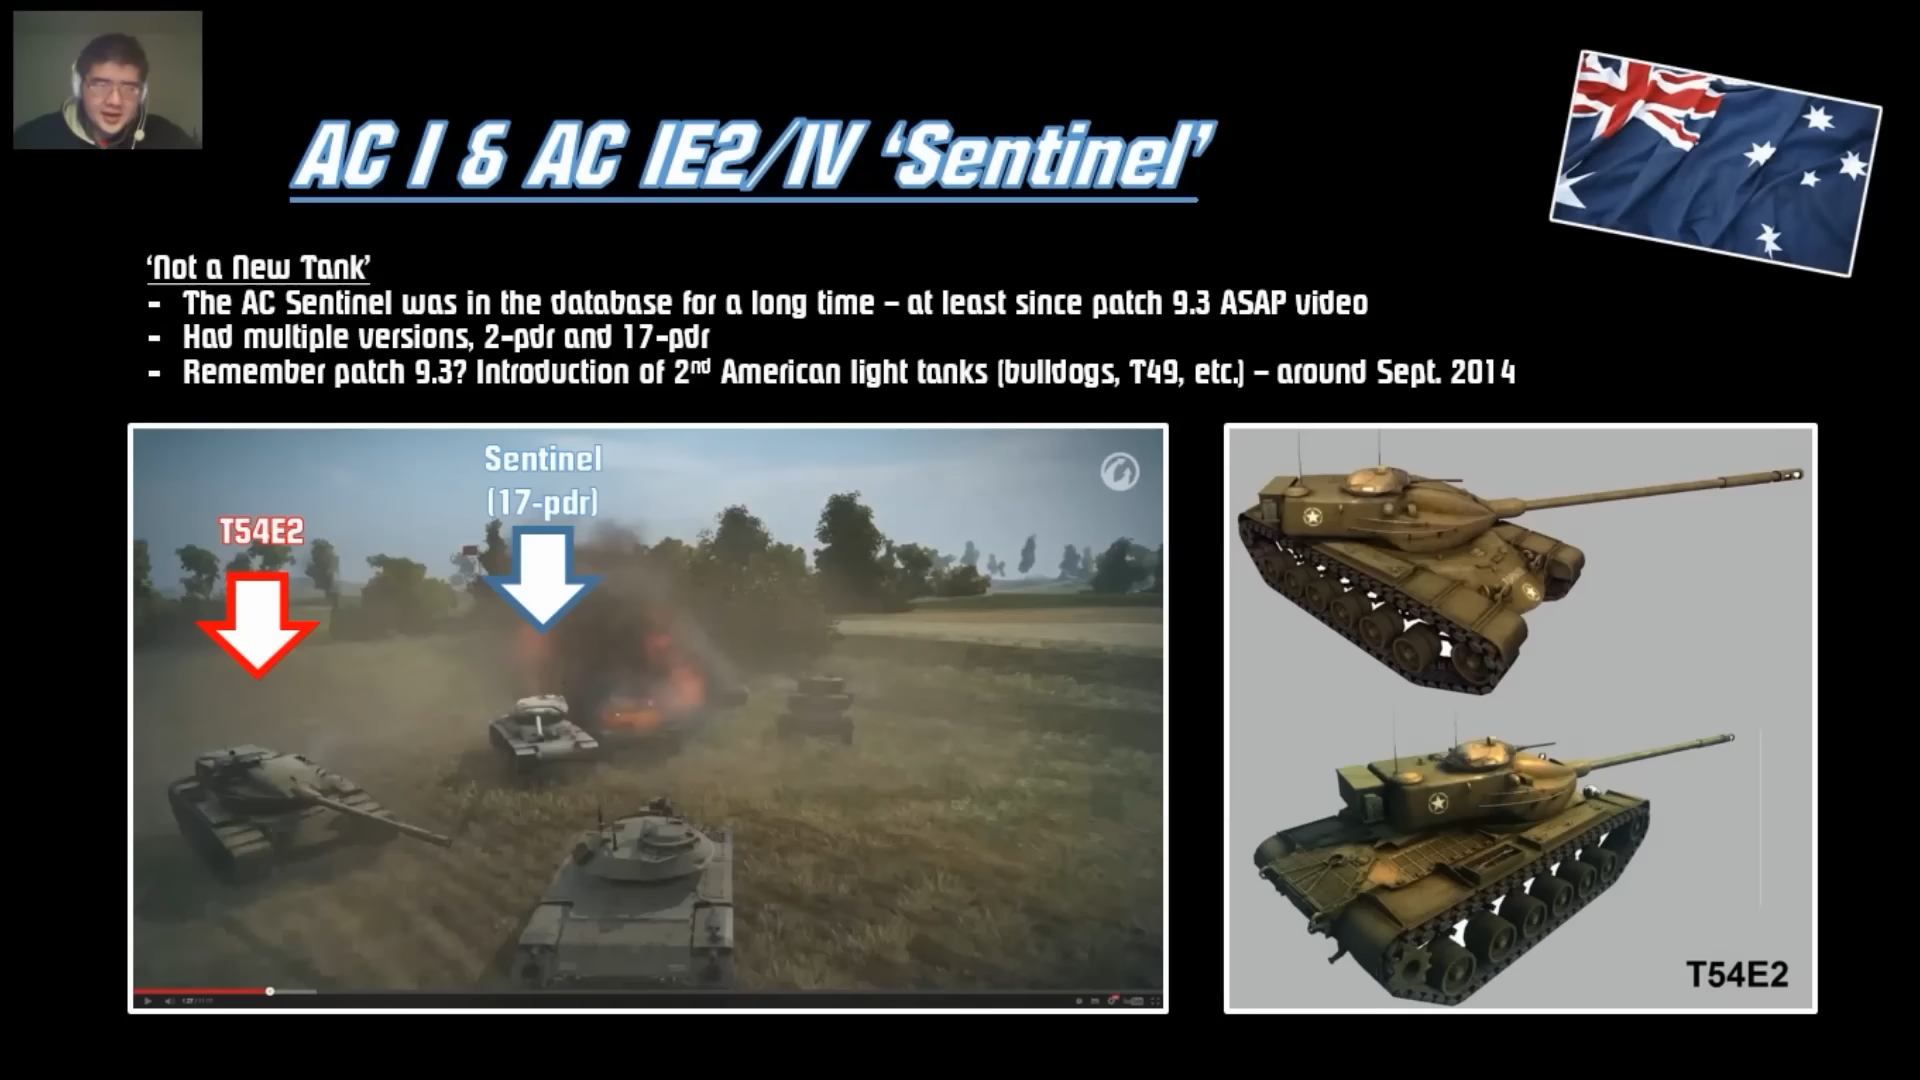 AC I & AC IE2/IV ‘Sentinel’
‘Not a New Tank’
- The AC Sentinel was in the database for a long time – at least since patch 9.3 ASAP video
- Had multiple versions, 2-pdr and 17-pdr
- Remember patch 9.3? Introduction of 2nd American light tanks (bulldogs, T49, etc.) – around Sept. 2014
Sentinel
(17-pdr)
T54E2
T54E2